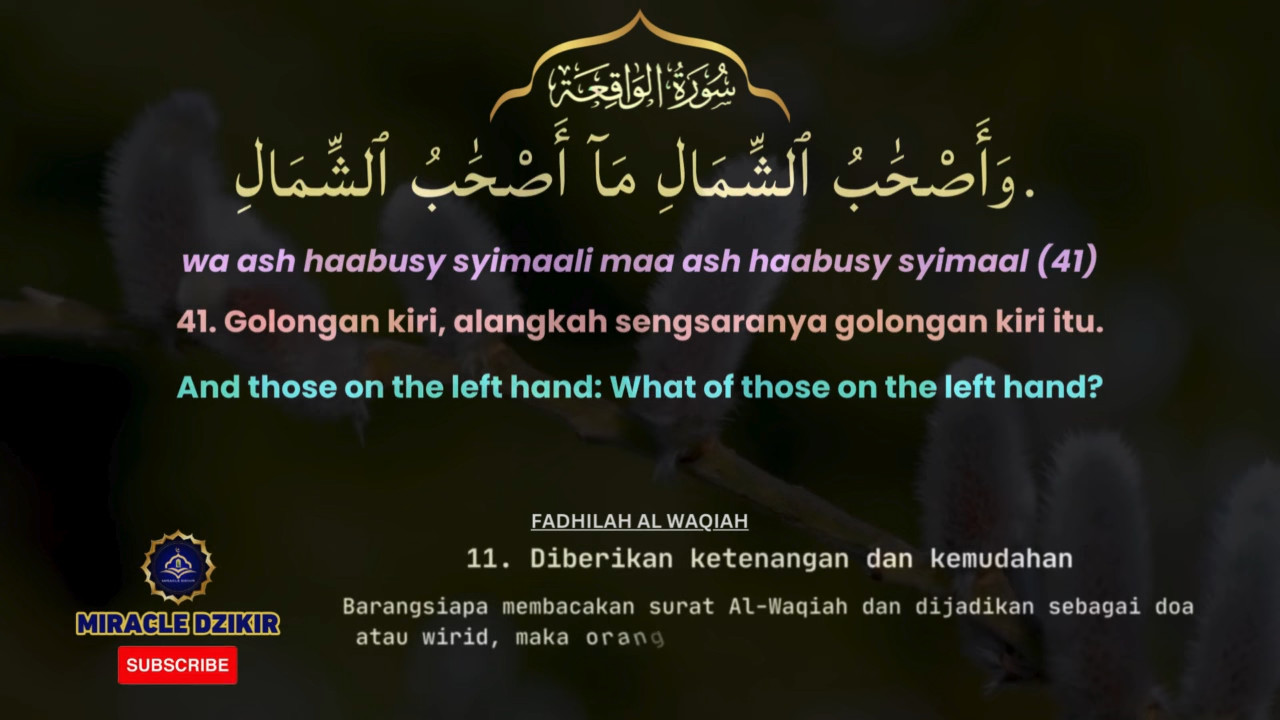 سُورَةُ الوَاقِعَة
وَأَصْحَٰبُ ٱلشِّمَالِ مَآ أَصْحَٰبُ ٱلشِّمَالِ.
wa ash haabusy syimaali maa ash haabusy syimaal (41)
41. Golongan kiri, alangkah sengsaranya golongan kiri itu.
And those on the left hand: What of those on the left hand?
FADHILAH AL WAQIAH
11. Diberikan ketenangan dan kemudahan
Barangsiapa membacakan surat Al-Waqiah dan dijadikan sebagai doa
atau wirid, maka orang
MIRACLE DZIKIR
MIRACLE DZIKIR
SUBSCRIBE